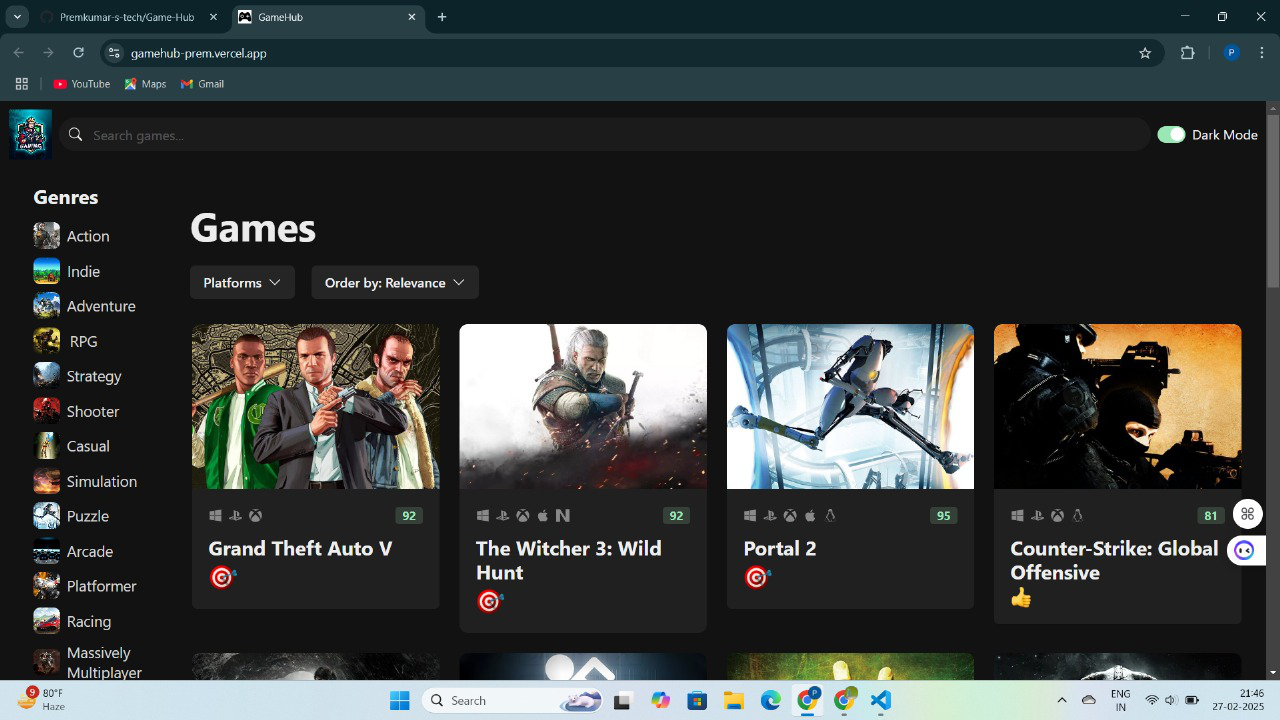 Premkumar-s-tech/Game-Hub
GameHub
gamehub-prem.vercel.app
P
YouTube
Maps
Gmail
GAMING
Search games...
Dark Mode
Genres
Action
Indie
Adventure
RPG
Strategy
Shooter
Casual
Simulation
Puzzle
Arcade
Platformer
Racing
Massively
Multiplayer
Games
Platforms
Order by: Relevance
92
Grand Theft Auto V
92
The Witcher 3: Wild
Hunt
95
Portal 2
81
Counter-Strike: Global
Offensive
9
80°F
Haze
Search
P
ENG
IN
21:46
27-02-2025